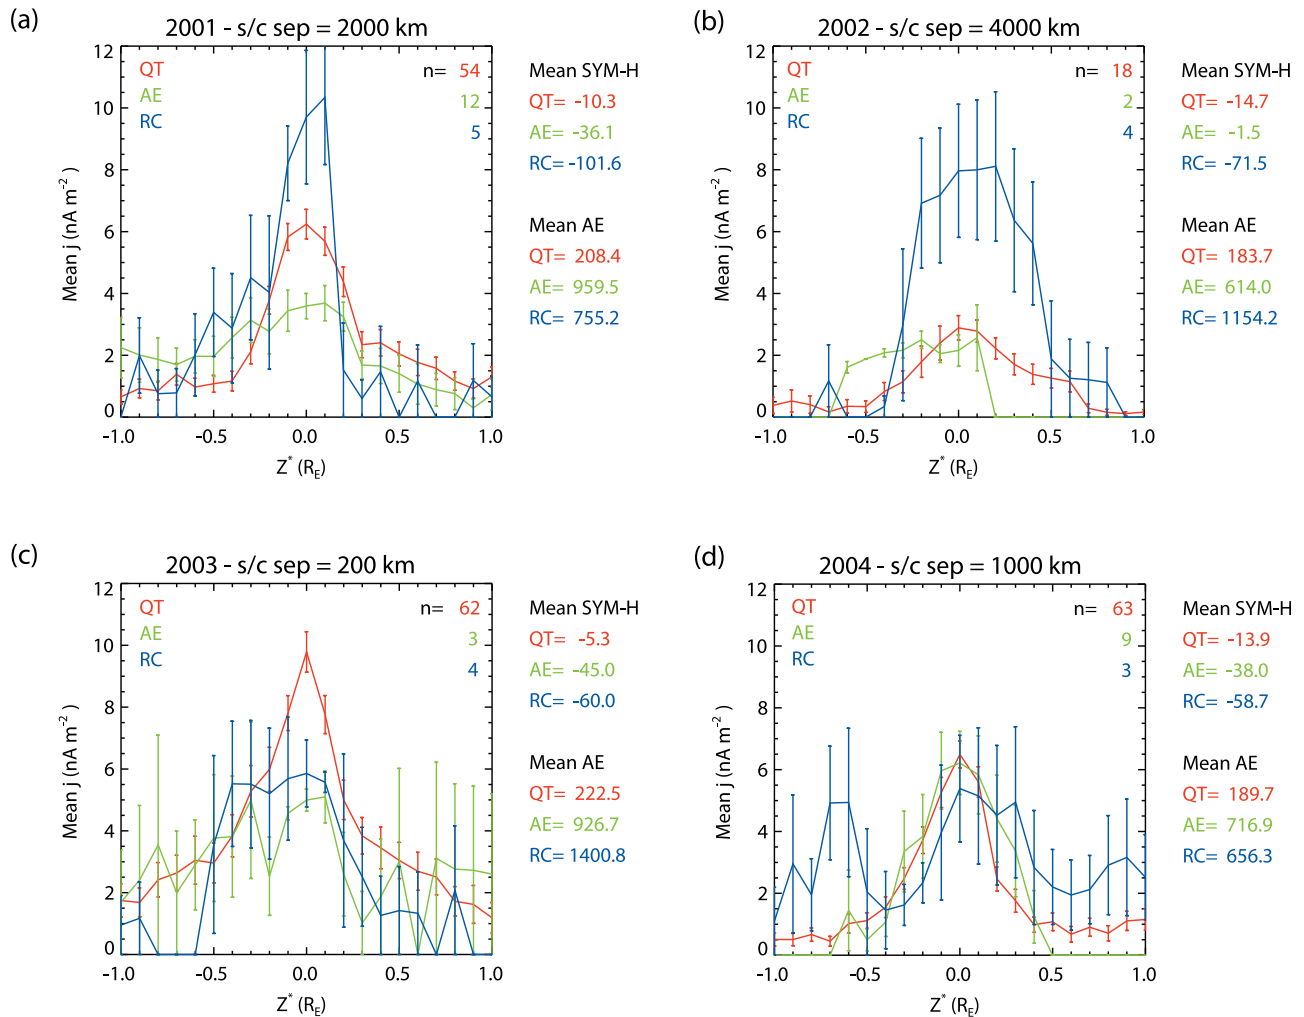 (a)
2001 - s/c sep = 2000 km
12
10
8
6
4
2
0
Mean j (nA m⁻²)
QT
AE
RC
n= 54
12
5
-1.0 -0.5 0.0 0.5 1.0
Z* (R_E)
Mean SYM-H
QT= -10.3
AE= -36.1
RC= -101.6
Mean AE
QT= 208.4
AE= 959.5
RC= 755.2
(b)
2002 - s/c sep = 4000 km
12
10
8
6
4
2
0
Mean j (nA m⁻²)
QT
AE
RC
n= 18
2
4
-1.0 -0.5 0.0 0.5 1.0
Z* (R_E)
Mean SYM-H
QT= -14.7
AE= -1.5
RC= -71.5
Mean AE
QT= 183.7
AE= 614.0
RC= 1154.2
(c)
2003 - s/c sep = 200 km
12
10
8
6
4
2
0
Mean j (nA m⁻²)
QT
AE
RC
n= 62
3
4
-1.0 -0.5 0.0 0.5 1.0
Z* (R_E)
Mean SYM-H
QT= -5.3
AE= -45.0
RC= -60.0
Mean AE
QT= 222.5
AE= 926.7
RC= 1400.8
(d)
2004 - s/c sep = 1000 km
12
10
8
6
4
2
0
Mean j (nA m⁻²)
QT
AE
RC
n= 63
9
3
-1.0 -0.5 0.0 0.5 1.0
Z* (R_E)
Mean SYM-H
QT= -13.9
AE= -38.0
RC= -58.7
Mean AE
QT= 189.7
AE= 716.9
RC= 656.3